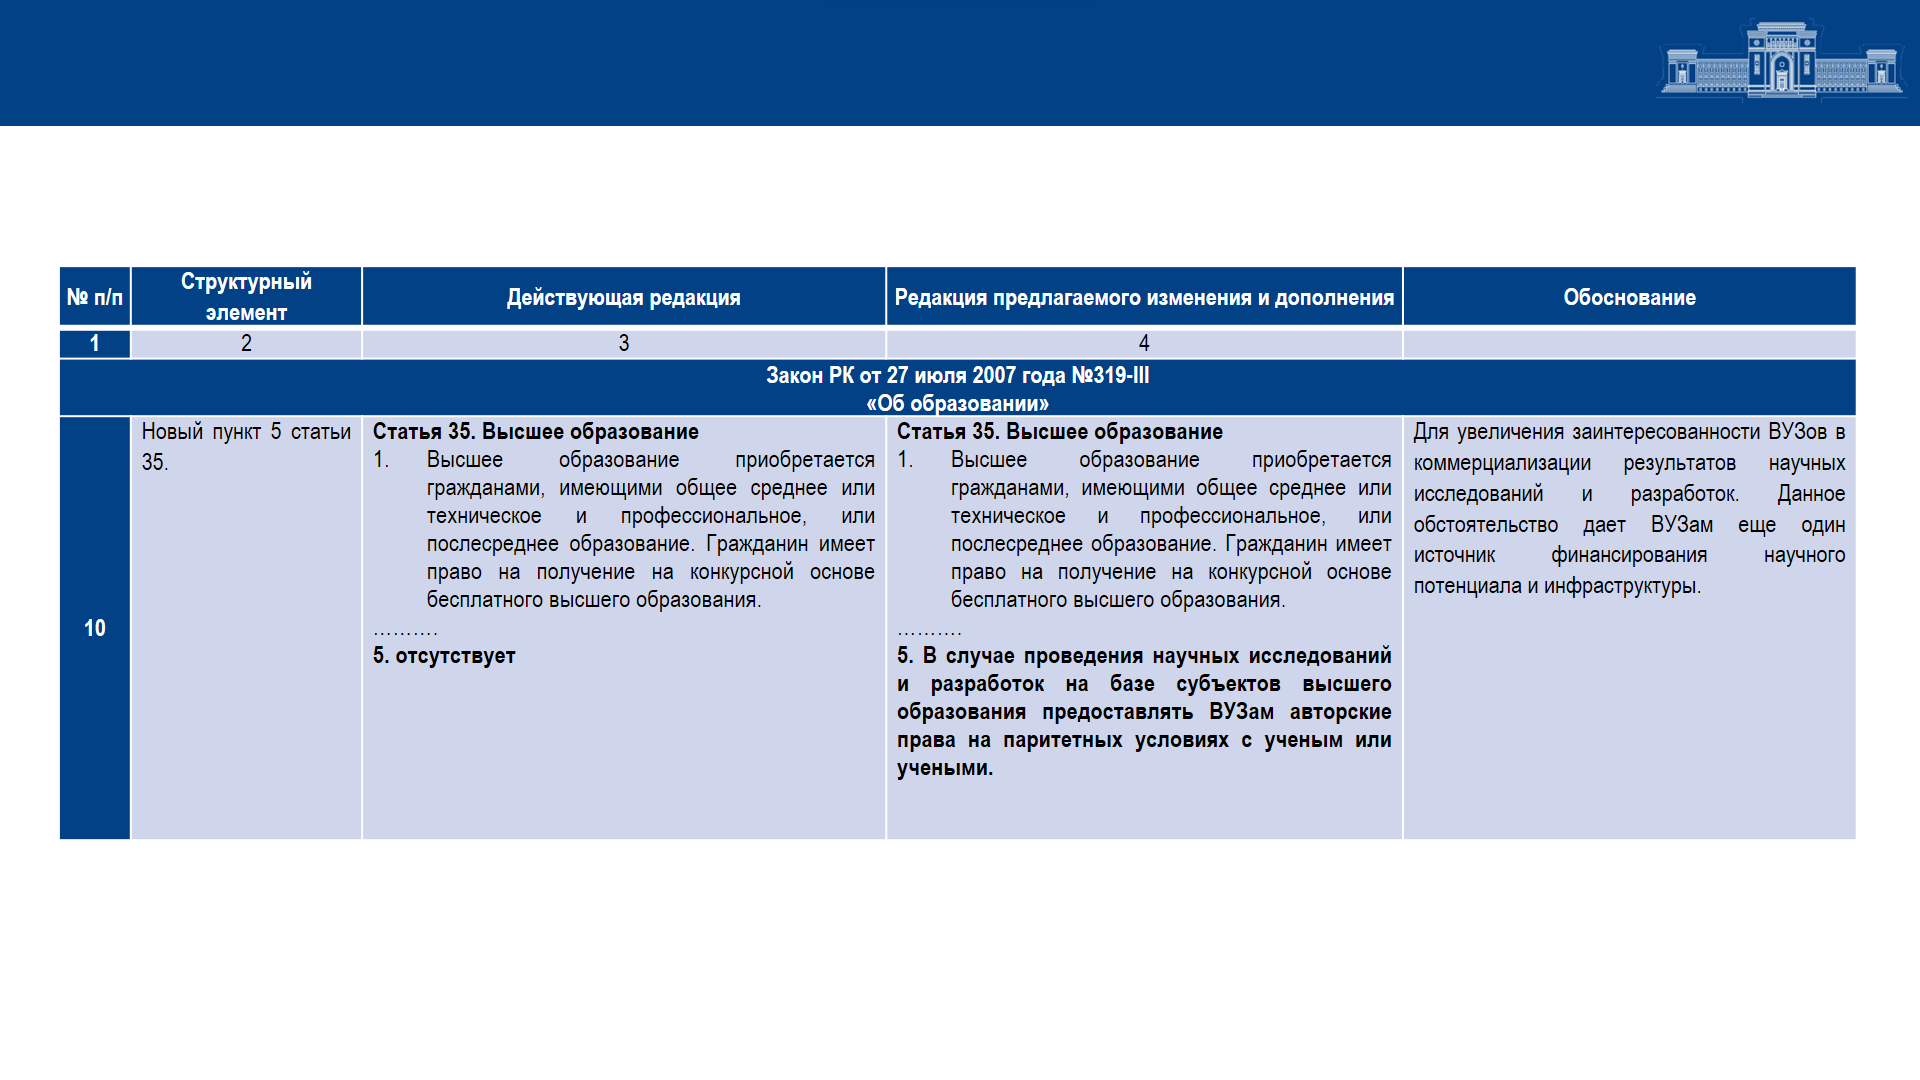 № п/п
Структурный
элемент
Действующая редакция
Редакция предлагаемого изменения и дополнения
Обоснование
1
2
3
4
Закон РК от 27 июля 2007 года №319-III
«Об образовании»
10
Новый пункт 5 статьи
35.
Статья 35. Высшее образование
1. Высшее образование приобретается
гражданами, имеющими общее среднее или
техническое и профессиональное, или
послесреднее образование. Гражданин имеет
право на получение на конкурсной основе
бесплатного высшего образования.
……….
5. отсутствует
Статья 35. Высшее образование
1. Высшее образование приобретается
гражданами, имеющими общее среднее или
техническое и профессиональное, или
послесреднее образование. Гражданин имеет
право на получение на конкурсной основе
бесплатного высшего образования.
……….
5. В случае проведения научных исследований
и разработок на базе субъектов высшего
образования предоставлять ВУЗам авторские
права на паритетных условиях с ученым или
учеными.
Для увеличения заинтересованности ВУЗов в
коммерциализации результатов научных
исследований и разработок. Данное
обстоятельство дает ВУЗам еще один
источник финансирования научного
потенциала и инфраструктуры.